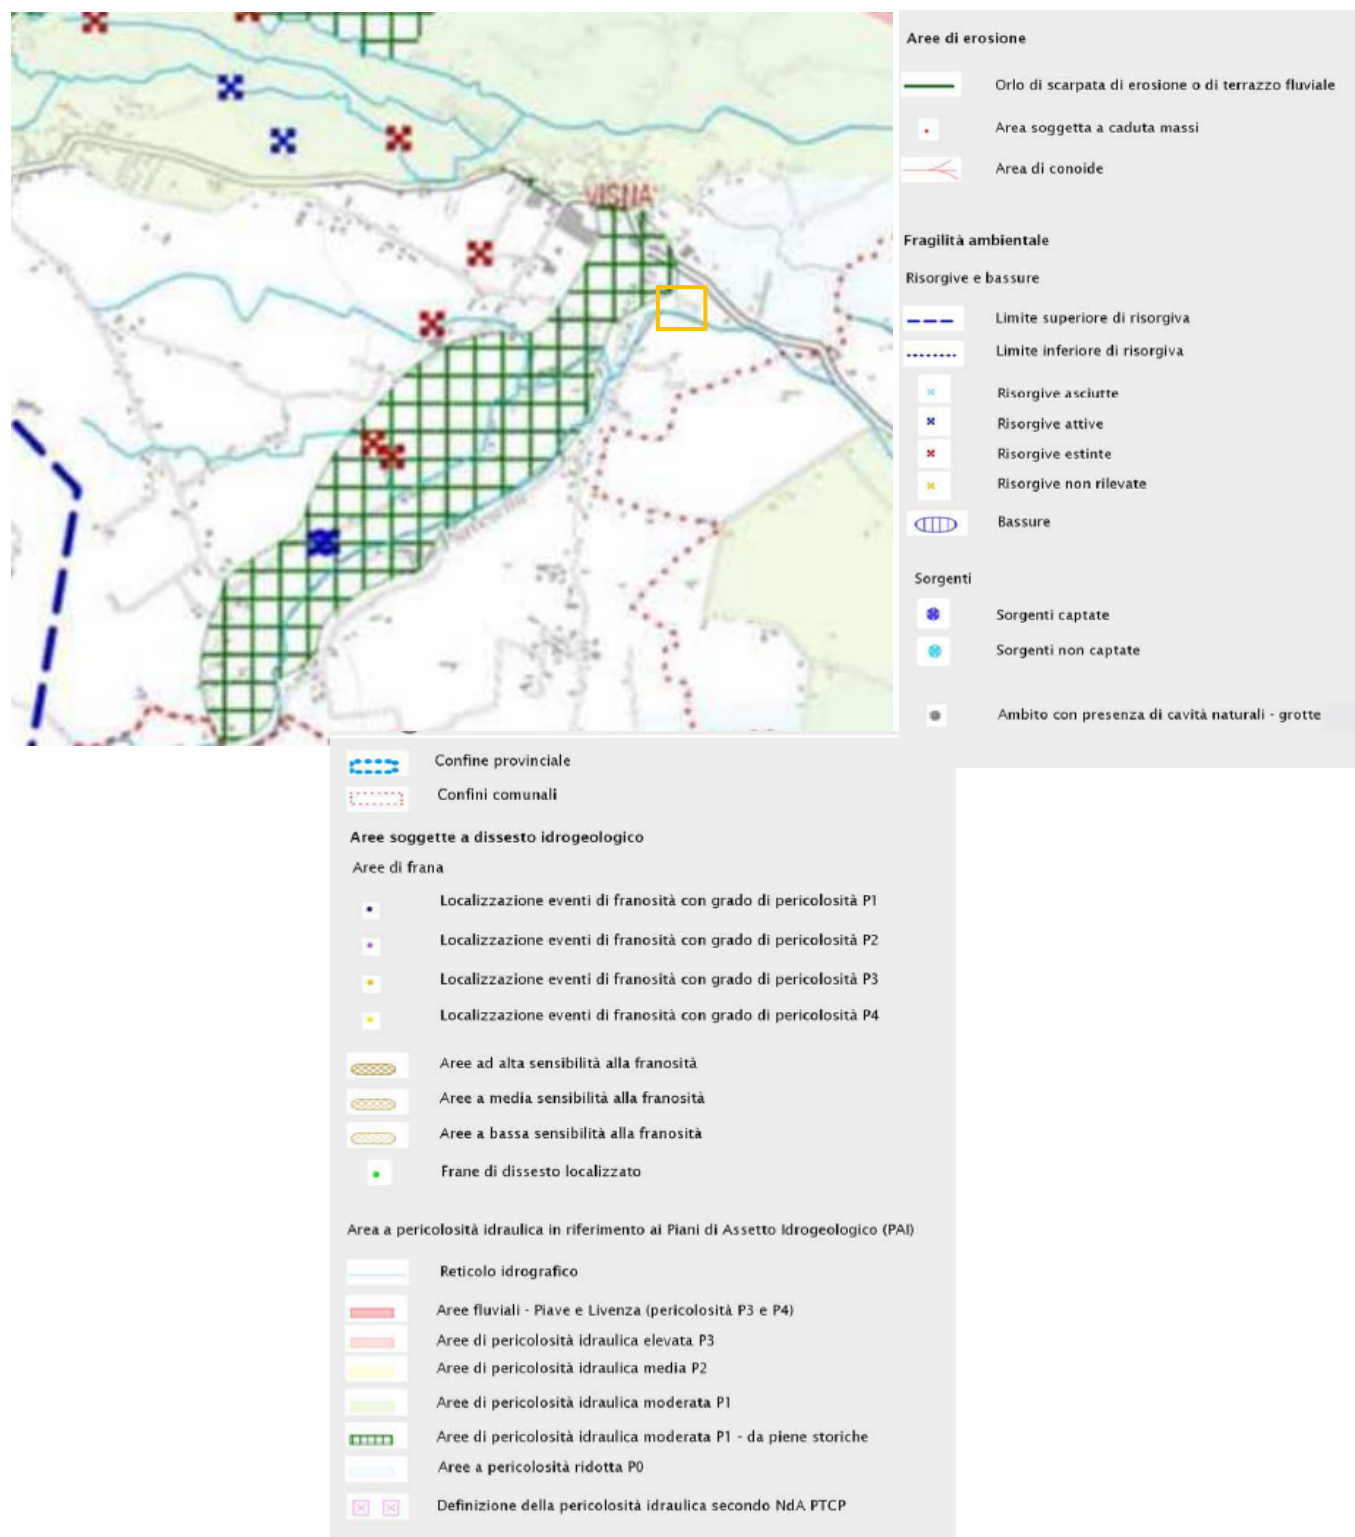 VISNA'
Aree di erosione
Orlo di scarpata di erosione o di terrazzo fluviale
Area soggetta a caduta massi
Area di conoide
Fragilità ambientale
Risorgive e bassure
Limite superiore di risorgiva
Limite inferiore di risorgiva
Risorgive asciutte
Risorgive attive
Risorgive estinte
Risorgive non rilevate
Bassure
Sorgenti
Sorgenti captate
Sorgenti non captate
Ambito con presenza di cavità naturali - grotte
Confine provinciale
Confini comunali
Aree soggette a dissesto idrogeologico
Aree di frana
Localizzazione eventi di franosità con grado di pericolosità P1
Localizzazione eventi di franosità con grado di pericolosità P2
Localizzazione eventi di franosità con grado di pericolosità P3
Localizzazione eventi di franosità con grado di pericolosità P4
Aree ad alta sensibilità alla franosità
Aree a media sensibilità alla franosità
Aree a bassa sensibilità alla franosità
Frane di dissesto localizzato
Area a pericolosità idraulica in riferimento ai Piani di Assetto Idrogeologico (PAI)
Reticolo idrografico
Aree fluviali - Piave e Livenza (pericolosità P3 e P4)
Aree di pericolosità idraulica elevata P3
Aree di pericolosità idraulica media P2
Aree di pericolosità idraulica moderata P1
Aree di pericolosità idraulica moderata P1 - da piene storiche
Aree a pericolosità ridotta P0
Definizione della pericolosità idraulica secondo NdA PTCP